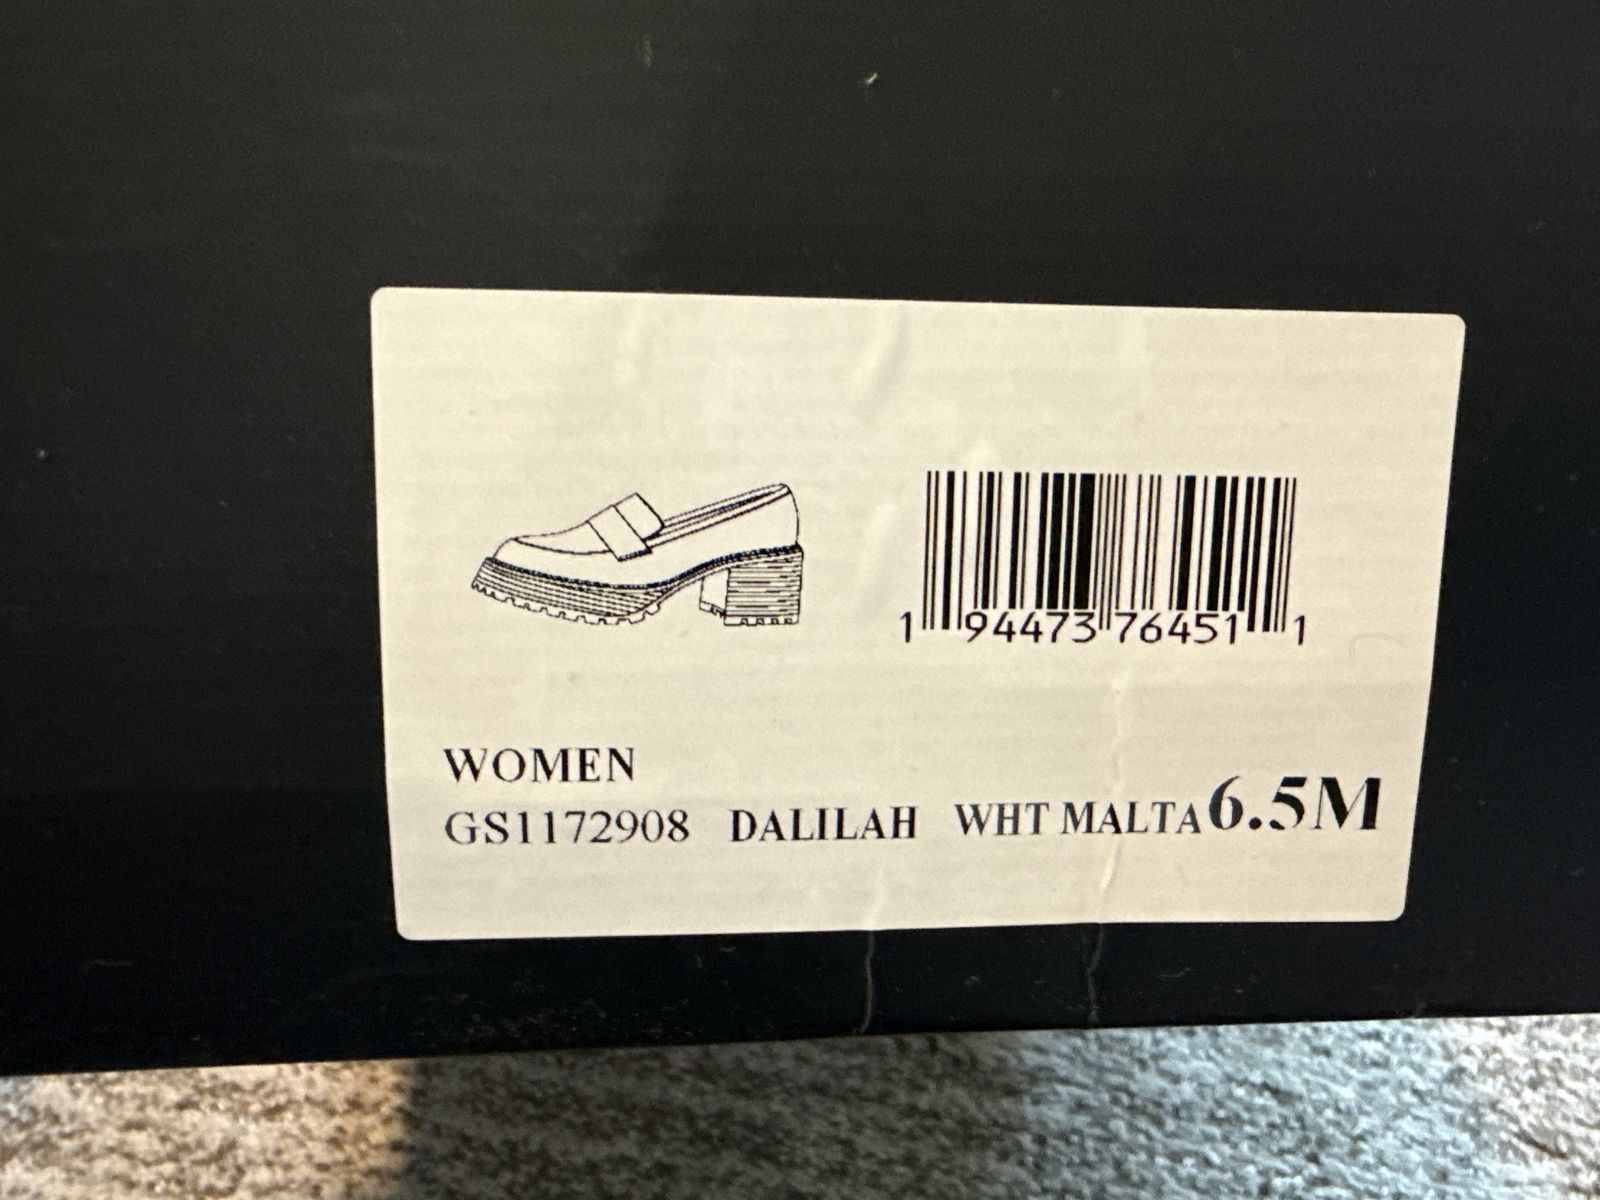 1 94473 76451 1
WOMEN
GS1172908 DALILAH WHT MALTA 6.5M